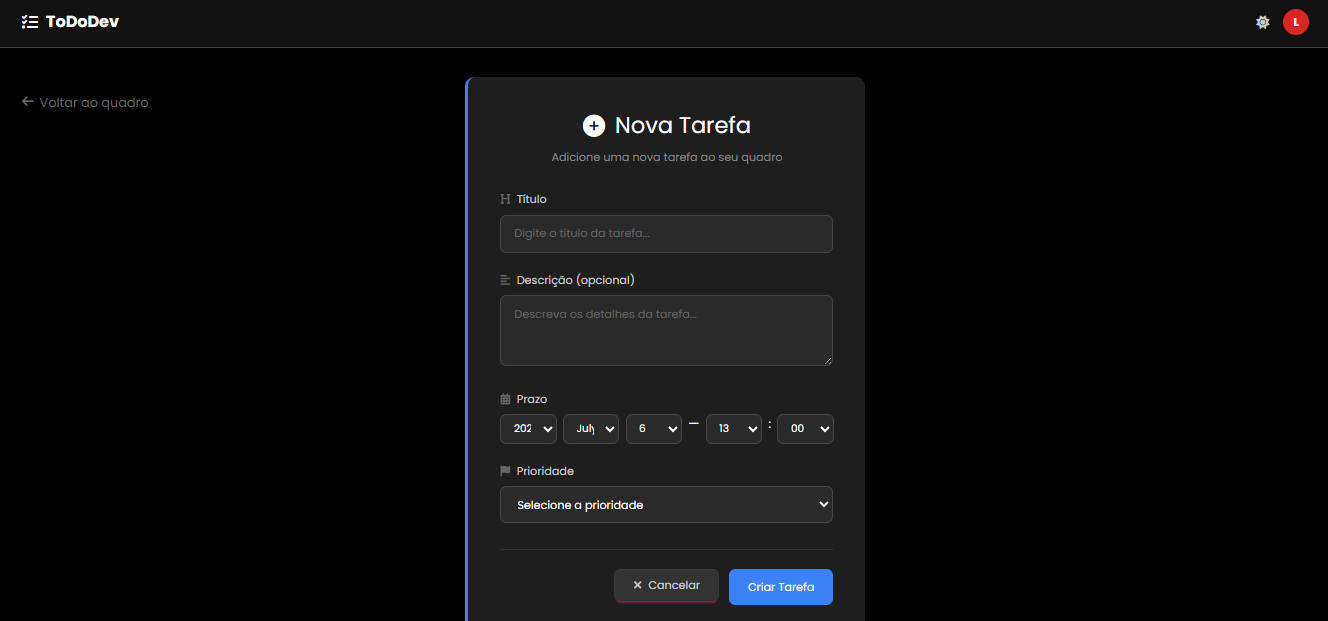 ToDoDev
L
Voltar ao quadro
Nova Tarefa
Adicione uma nova tarefa ao seu quadro
Título
Digite o título da tarefa...
Descrição (opcional)
Descreva os detalhes da tarefa...
Prazo
202 July 6 — 13 : 00
Prioridade
Selecione a prioridade
× Cancelar
Criar Tarefa